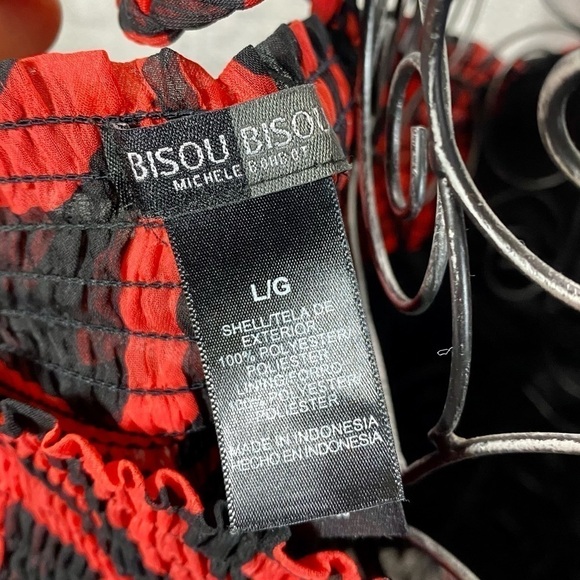 BISOU BISOU
MICHELE BOHBOT
L/G
SHELL/TELA DE
EXTERIOR
100% POLYESTER
POLIESTER
LINING/FORRO
100% POLYESTER
POLIESTER
MADE IN INDONESIA
HECHO EN INDONESIA